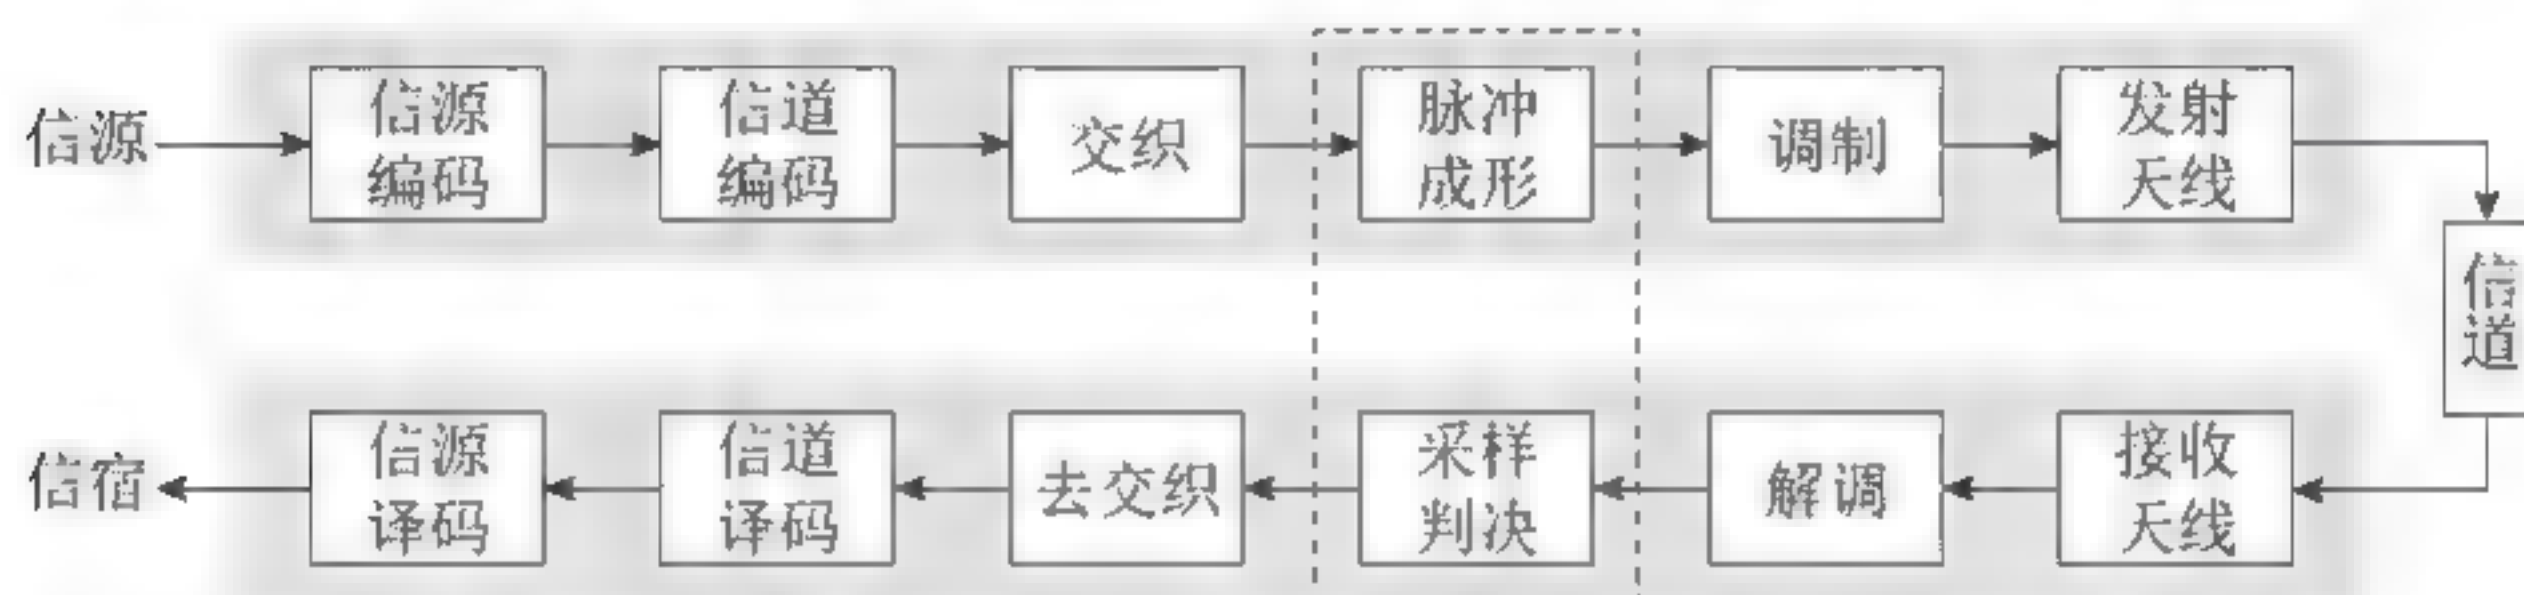 信源
信源
编码
信道
编码
交织
脉冲
成形
调制
发射
天线
信
道
信宿
信源
译码
信道
译码
去交织
采样
判决
解调
接收
天线